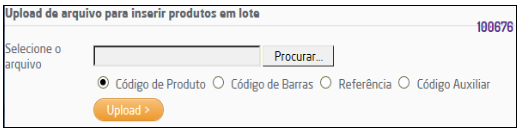 Upload de arquivo para inserir produtos em lote
100676
Selecione o
arquivo
Procurar...
Código de Produto Código de Barras Referência Código Auxiliar
Upload >